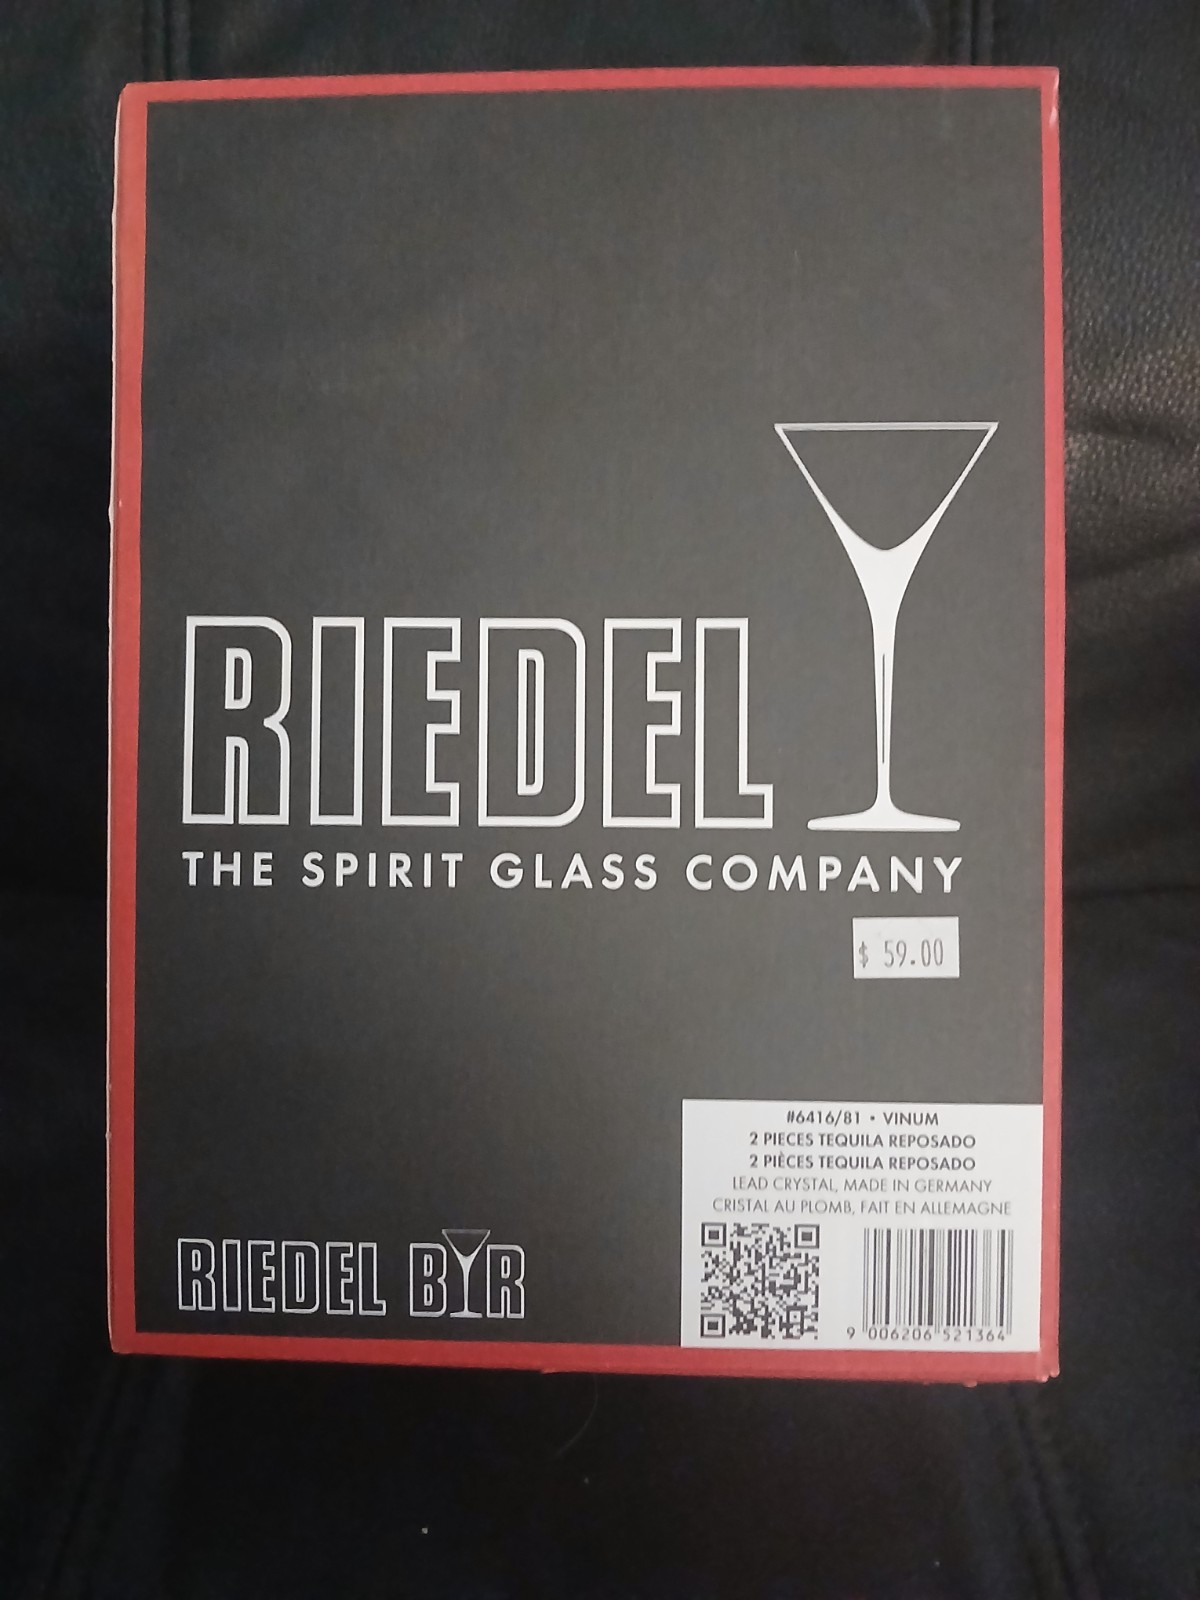 RIEDEL
THE SPIRIT GLASS COMPANY
$ 59.00
#6416/81 • VINUM
2 PIECES TEQUILA REPOSADO
2 PIÈCES TEQUILA REPOSADO
LEAD CRYSTAL, MADE IN GERMANY
CRISTAL AU PLOMB, FAIT EN ALLEMAGNE
RIEDEL BAR
9 006206 521364